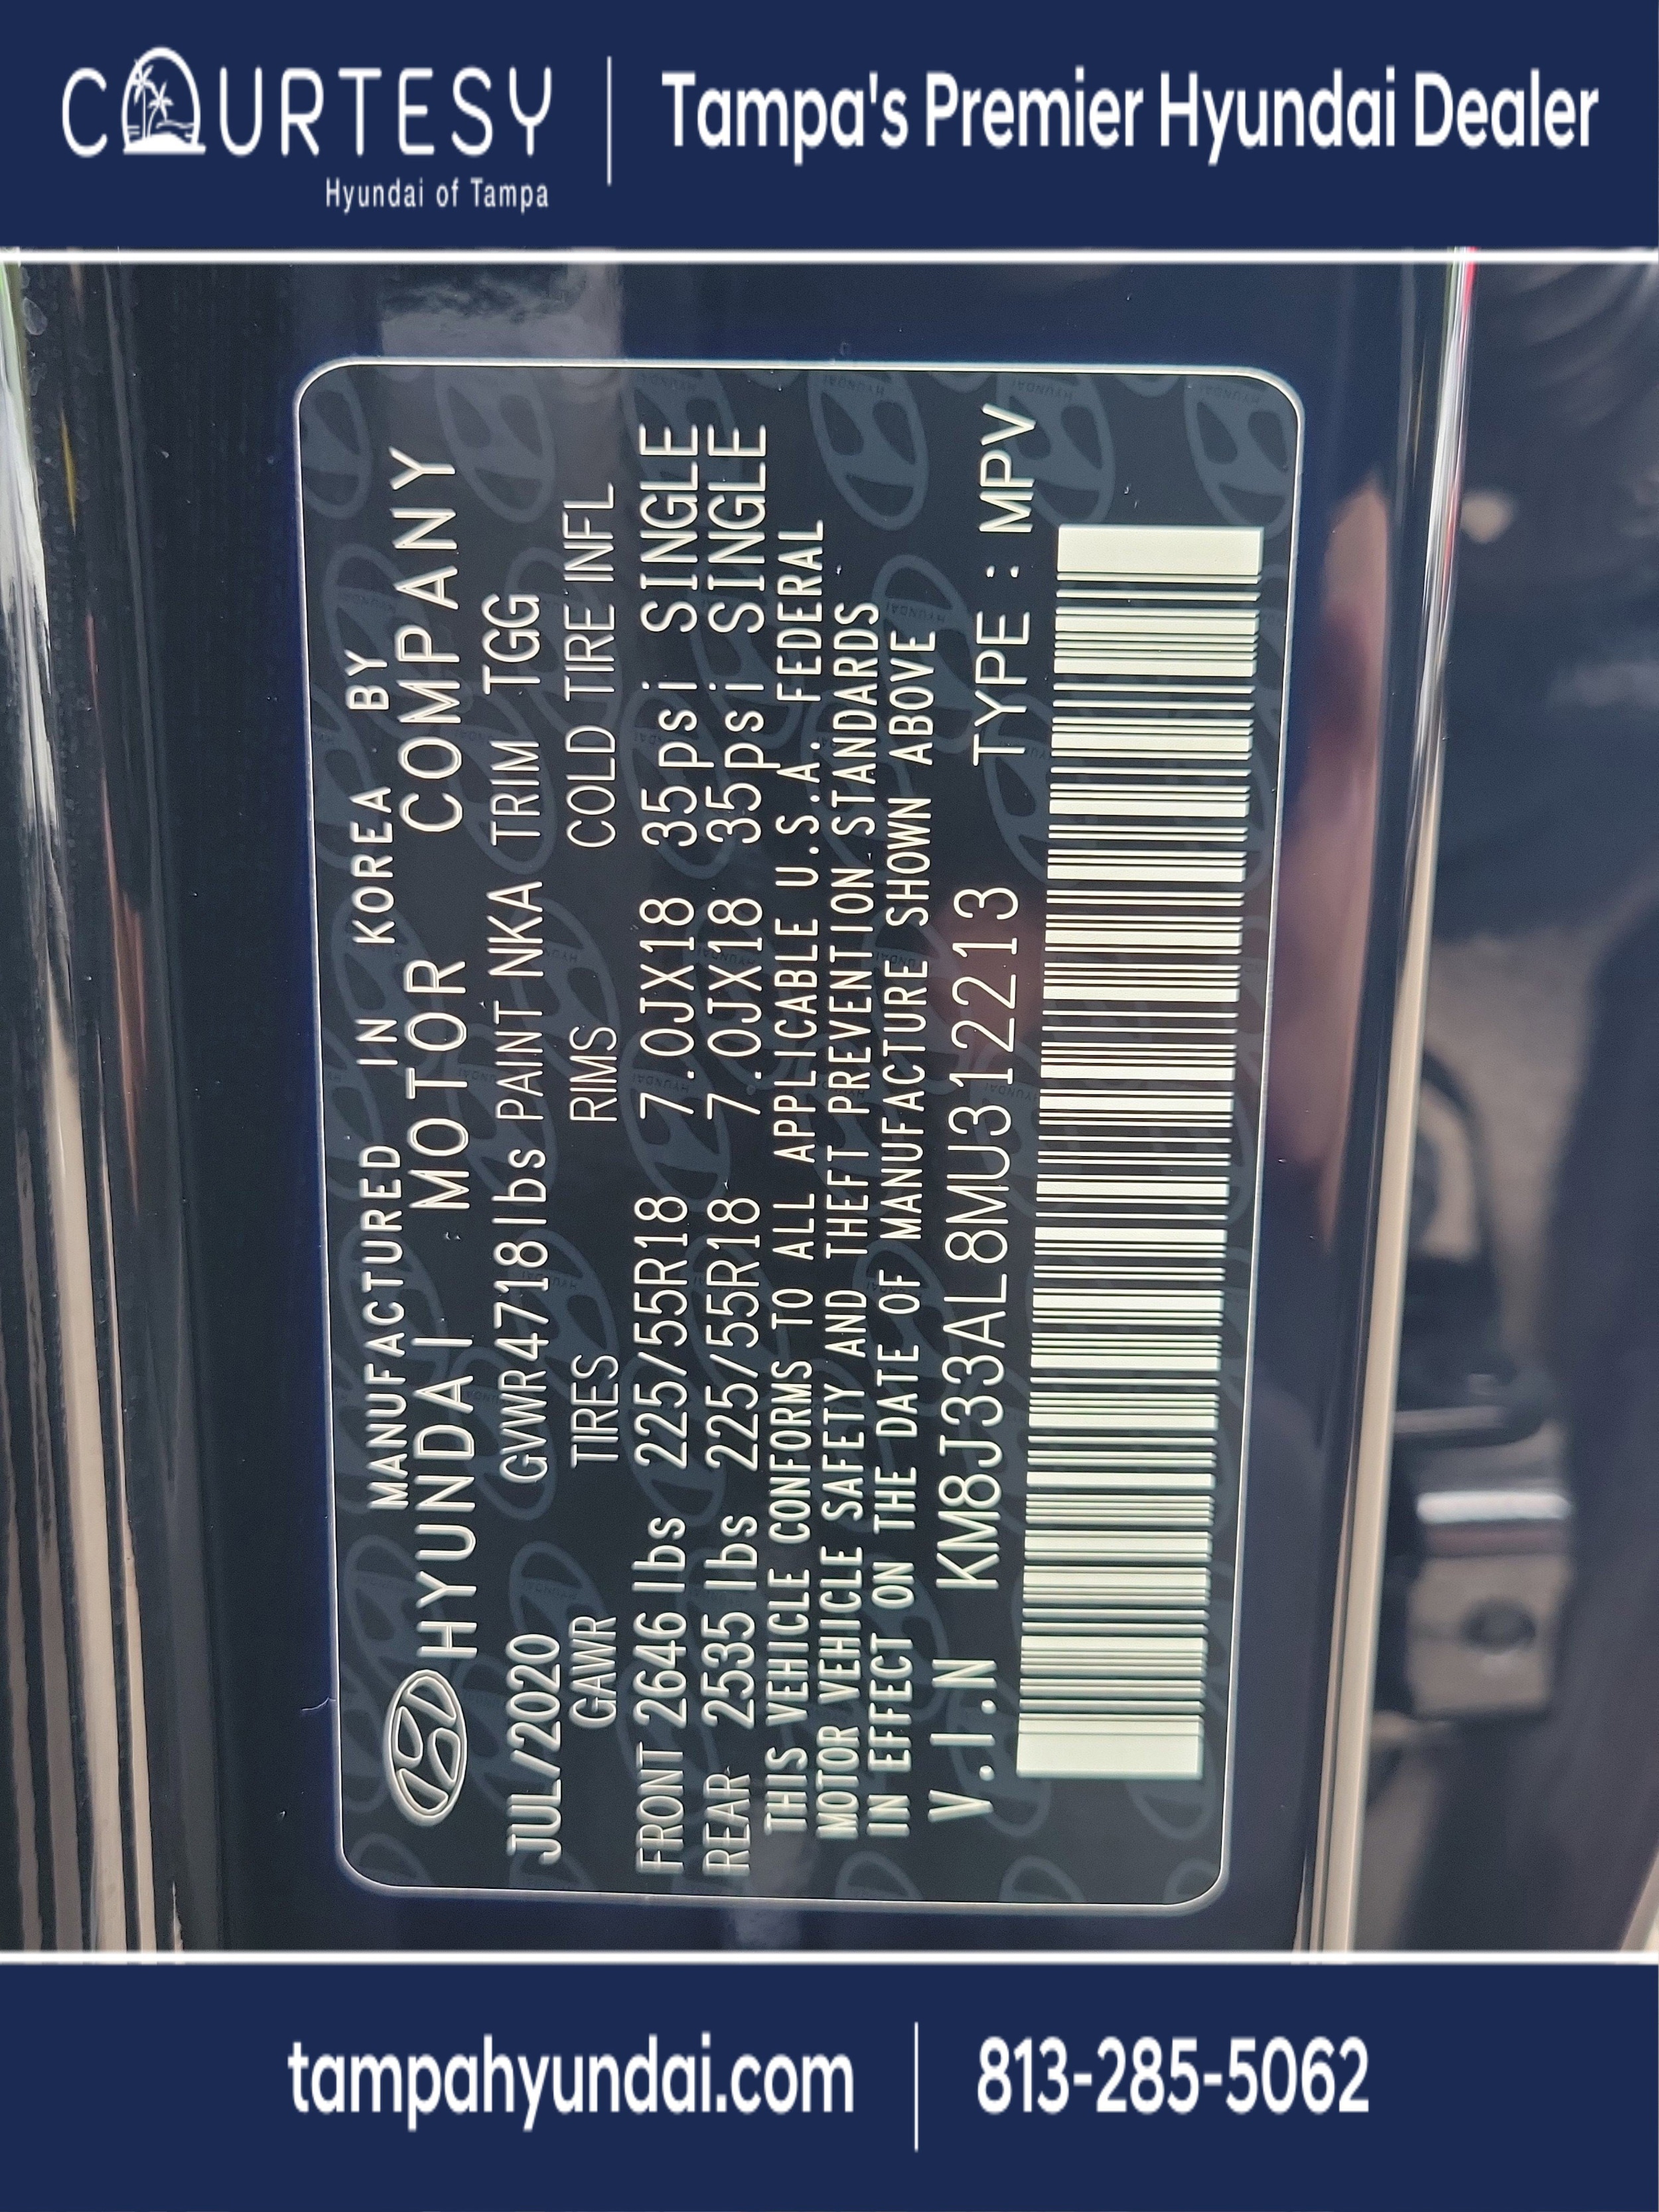 COURTESY
Hyundai of Tampa
Tampa's Premier Hyundai Dealer
MANUFACTURED IN KOREA BY
HYUNDAI MOTOR COMPANY
JUL/2020 GVWR4718lbs PAINT NKA TRIM TGG
GAWR TIRES RIMS COLD TIRE INFL
FRONT 2646 lbs 225/55R18 7.0JX18 35psi SINGLE
REAR 2535 lbs 225/55R18 7.0JX18 35psi SINGLE
THIS VEHICLE CONFORMS TO ALL APPLICABLE U.S.A. FEDERAL
MOTOR VEHICLE SAFETY AND THEFT PREVENTION STANDARDS
IN EFFECT ON THE DATE OF MANUFACTURE SHOWN ABOVE
V.I.N KM8J33AL8MU312213 TYPE : MPV
tampahyundai.com
813-285-5062